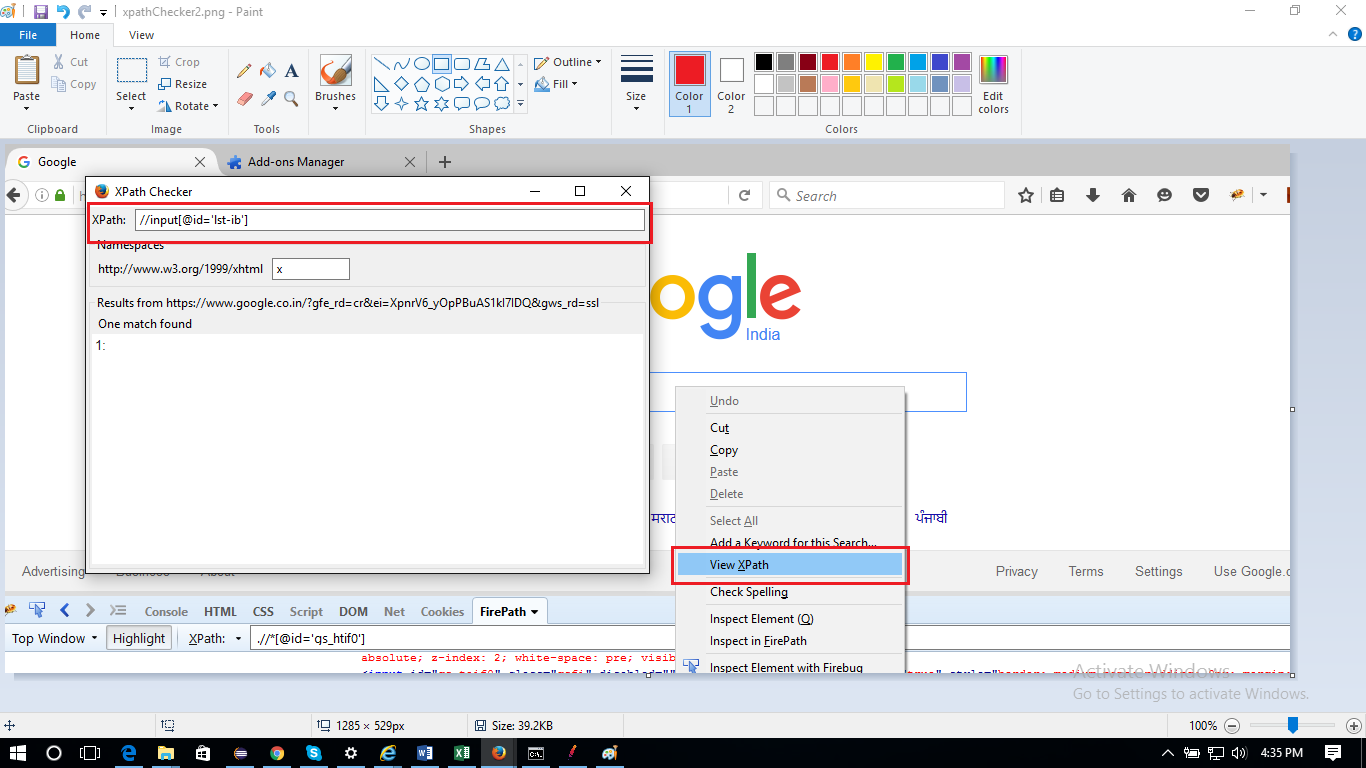 xpathChecker2.png - Paint
File Home View
Paste
Cut
Copy
Clipboard
Select
Crop
Resize
Rotate
Image
A
Tools
Brushes
Outline
Fill
Shapes
Size
Color 1
Color 2
Edit colors
Colors
Google
Add-ons Manager
Search
XPath Checker
XPath: //input[@id='lst-ib']
Namespaces
http://www.w3.org/1999/xhtml x
Results from https://www.google.co.in/?gfe_rd=cr&ei=XpnrV6_yOpPBuAS1kI7IDQ&gws_rd=ssl
One match found
1:
ogle
India
Undo
Cut
Copy
Paste
Delete
Select All
Add a Keyword for this Search...
View XPath
Check Spelling
Inspect Element (Q)
Inspect in FirePath
Inspect Element with Firebug
ਪੰਜਾਬੀ
Advertising Business About
Privacy Terms Settings Use Google.c
Console HTML CSS Script DOM Net Cookies FirePath
Top Window Highlight XPath: .//*[@id='gs_htif0']
absolute; z-index: 2; white-space: pre; visib
Activate Windows
Go to Settings to activate Windows.
1285 × 529px
Size: 39.2KB
100%
4:35 PM